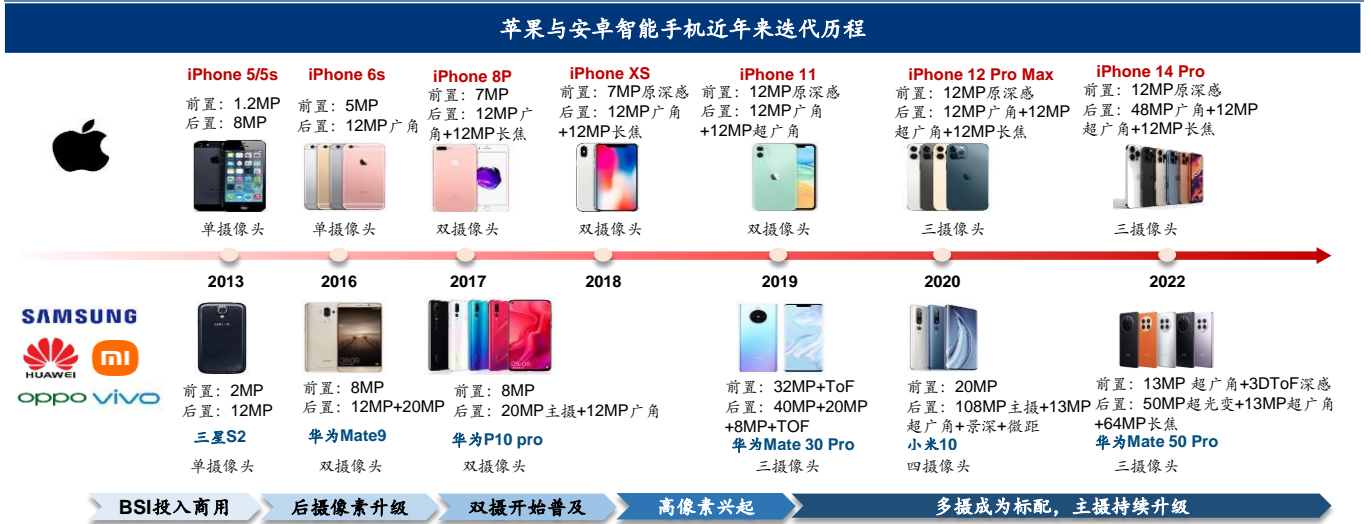 苹果与安卓智能手机近年来迭代历程
iPhone 5/5s
前置：1.2MP
后置：8MP
单摄像头
iPhone 6s
前置：5MP
后置：12MP广角
单摄像头
iPhone 8P
前置：7MP
后置：12MP广
角+12MP长焦
双摄像头
iPhone XS
前置：7MP原深感
后置：12MP广角
+12MP长焦
双摄像头
iPhone 11
前置：12MP原深感
后置：12MP广角
+12MP超广角
双摄像头
iPhone 12 Pro Max
前置：12MP原深感
后置：12MP广角+12MP
超广角+12MP长焦
三摄像头
iPhone 14 Pro
前置：12MP原深感
后置：48MP广角+12MP
超广角+12MP长焦
三摄像头
2013
2016
2017
2018
2019
2020
2022
SAMSUNG
HUAWEI
mi
oppo vivo
前置：2MP
后置：12MP
三星S2
单摄像头
前置：8MP
后置：12MP+20MP
华为Mate9
双摄像头
前置：8MP
后置：20MP主摄+12MP广角
华为P10 pro
双摄像头
前置：32MP+ToF
后置：40MP+20MP
+8MP+TOF
华为Mate 30 Pro
三摄像头
前置：20MP
后置：108MP主摄+13MP
超广角+景深+微距
小米10
四摄像头
前置：13MP 超广角+3DToF深感
后置：50MP超光变+13MP超广角
+64MP长焦
华为Mate 50 Pro
三摄像头
BSI投入商用
后摄像素升级
双摄开始普及
高像素兴起
多摄成为标配，主摄持续升级